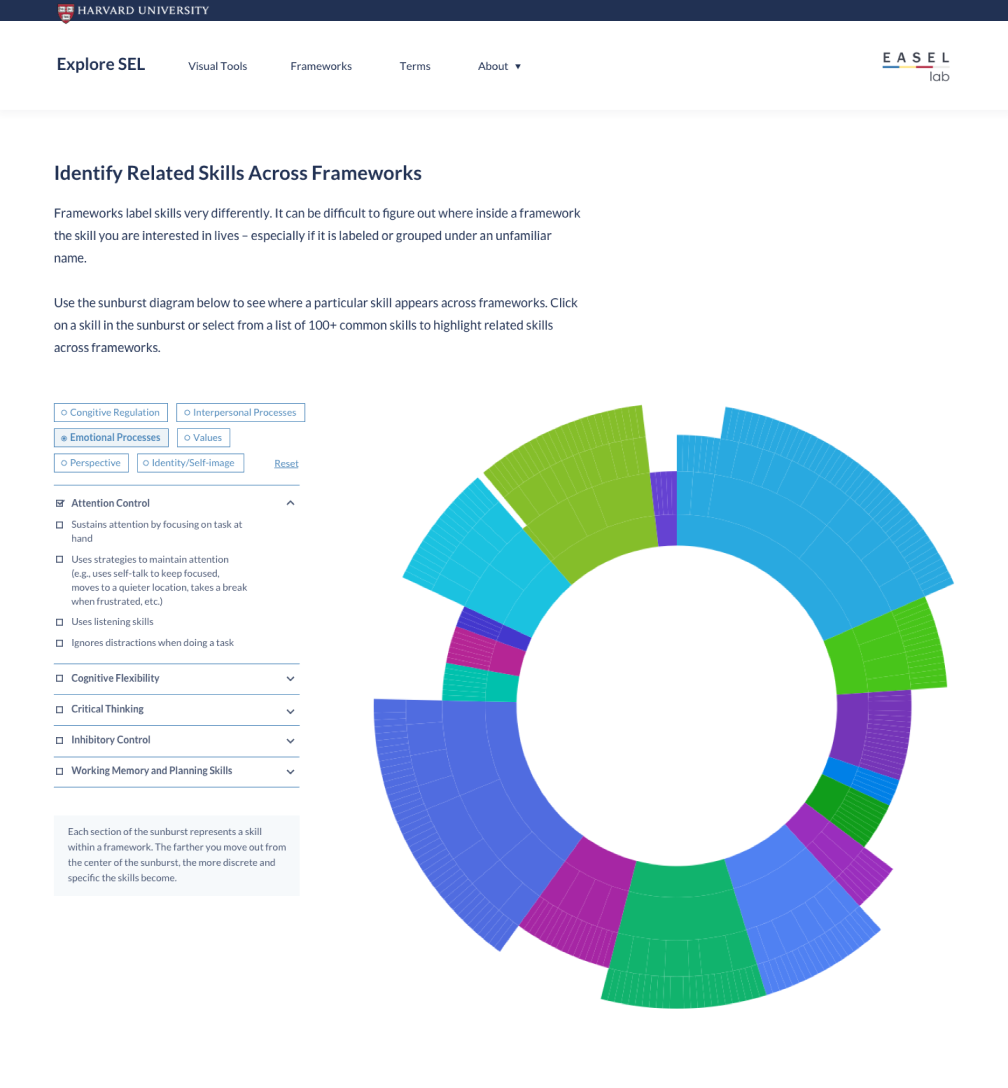 HARVARD UNIVERSITY
Explore SEL
Visual Tools
Frameworks
Terms
About ▼
E A S E L
lab
Identify Related Skills Across Frameworks
Frameworks label skills very differently. It can be difficult to figure out where inside a framework
the skill you are interested in lives – especially if it is labeled or grouped under an unfamiliar
name.
Use the sunburst diagram below to see where a particular skill appears across frameworks. Click
on a skill in the sunburst or select from a list of 100+ common skills to highlight related skills
across frameworks.
Congitive Regulation
Interpersonal Processes
Emotional Processes
Values
Perspective
Identity/Self-image
Reset
Attention Control
Sustains attention by focusing on task at
hand
Uses strategies to maintain attention
(e.g., uses self-talk to keep focused,
moves to a quieter location, takes a break
when frustrated, etc.)
Uses listening skills
Ignores distractions when doing a task
Cognitive Flexibility
Critical Thinking
Inhibitory Control
Working Memory and Planning Skills
Each section of the sunburst represents a skill
within a framework. The farther you move out from
the center of the sunburst, the more discrete and
specific the skills become.